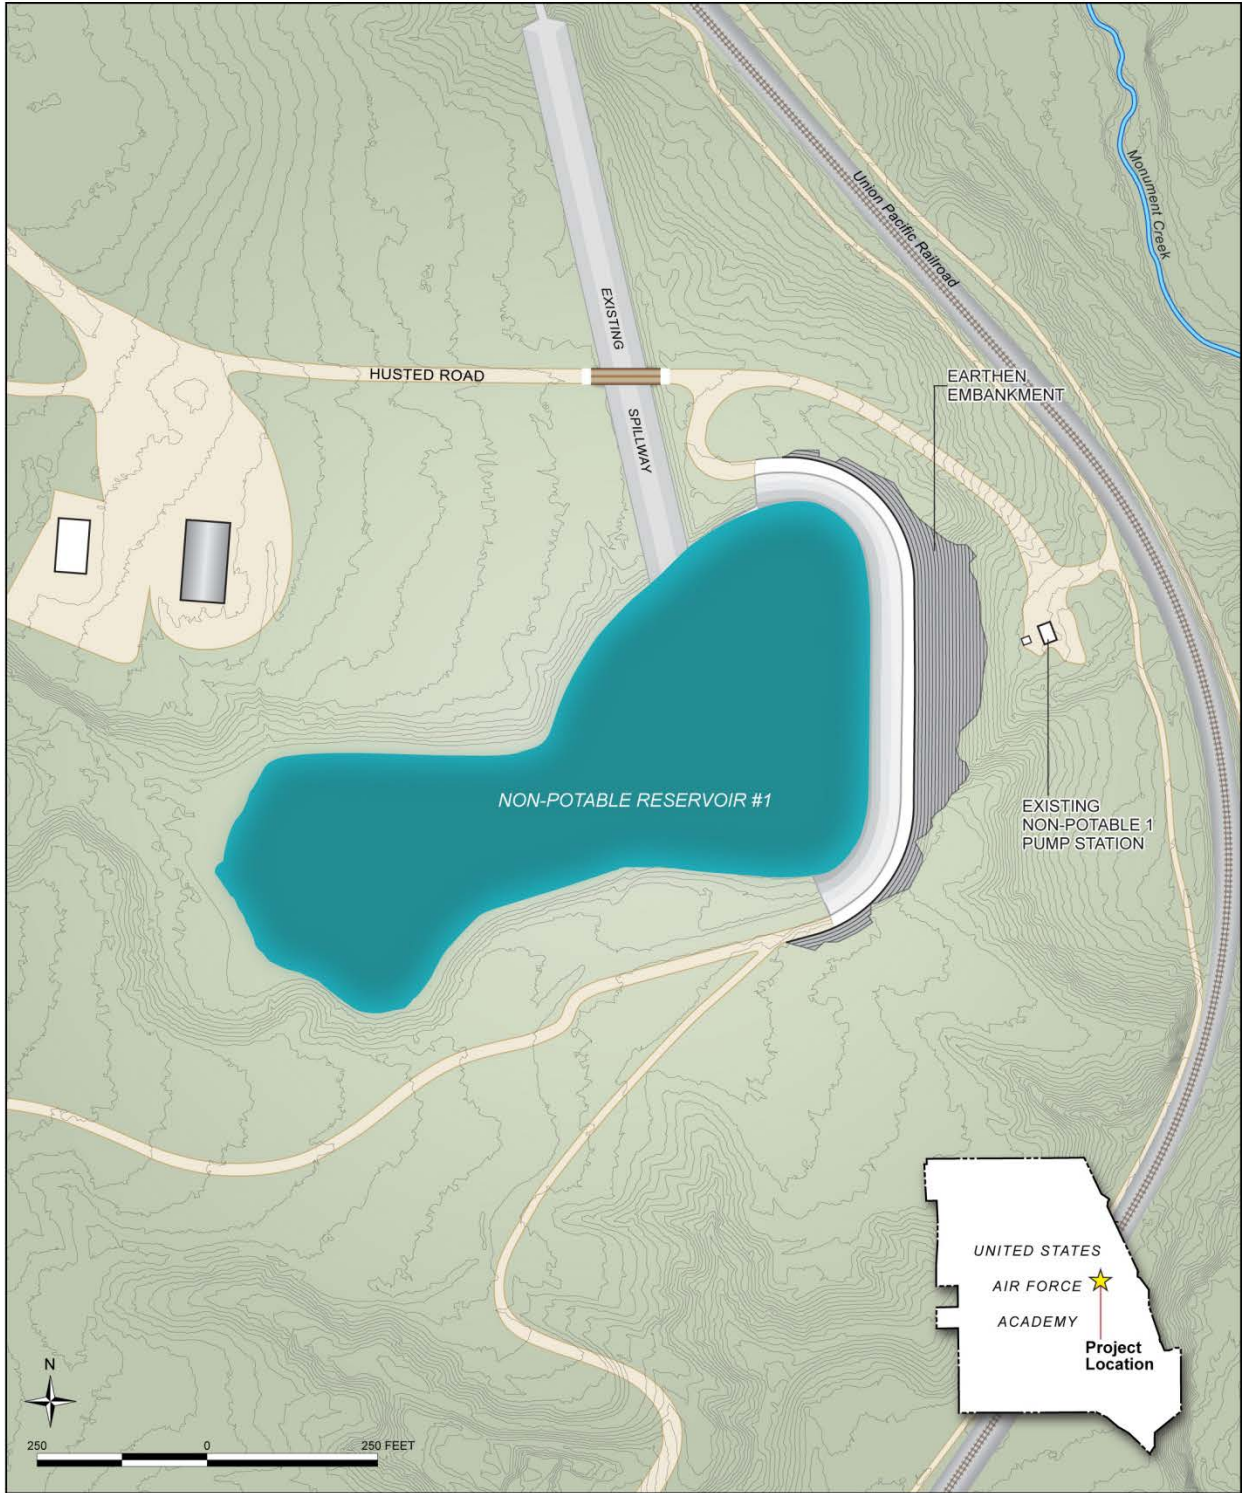 Monument Creek
Union Pacific Railroad
EXISTING
HUSTED ROAD
EARTHEN
EMBANKMENT
SPILLWAY
NON-POTABLE RESERVOIR #1
EXISTING
NON-POTABLE 1
PUMP STATION
UNITED STATES
AIR FORCE
ACADEMY
Project
Location
N
250 0 250 FEET